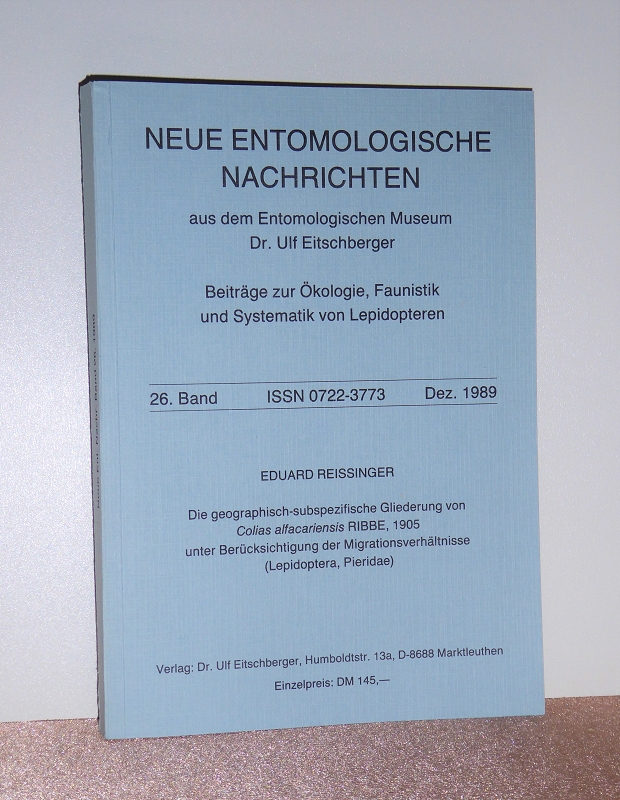 NEUE ENTOMOLOGISCHE
NACHRICHTEN
aus dem Entomologischen Museum
Dr. Ulf Eitschberger
Beiträge zur Ökologie, Faunistik
und Systematik von Lepidopteren
26. Band ISSN 0722-3773 Dez. 1989
EDUARD REISSINGER
Die geographisch-subspezifische Gliederung von
Colias alfacariensis RIBBE, 1905
unter Berücksichtigung der Migrationsverhältnisse
(Lepidoptera, Pieridae)
Verlag: Dr. Ulf Eitschberger, Humboldtstr. 13a, D-8688 Marktleuthen
Einzelpreis: DM 145,—